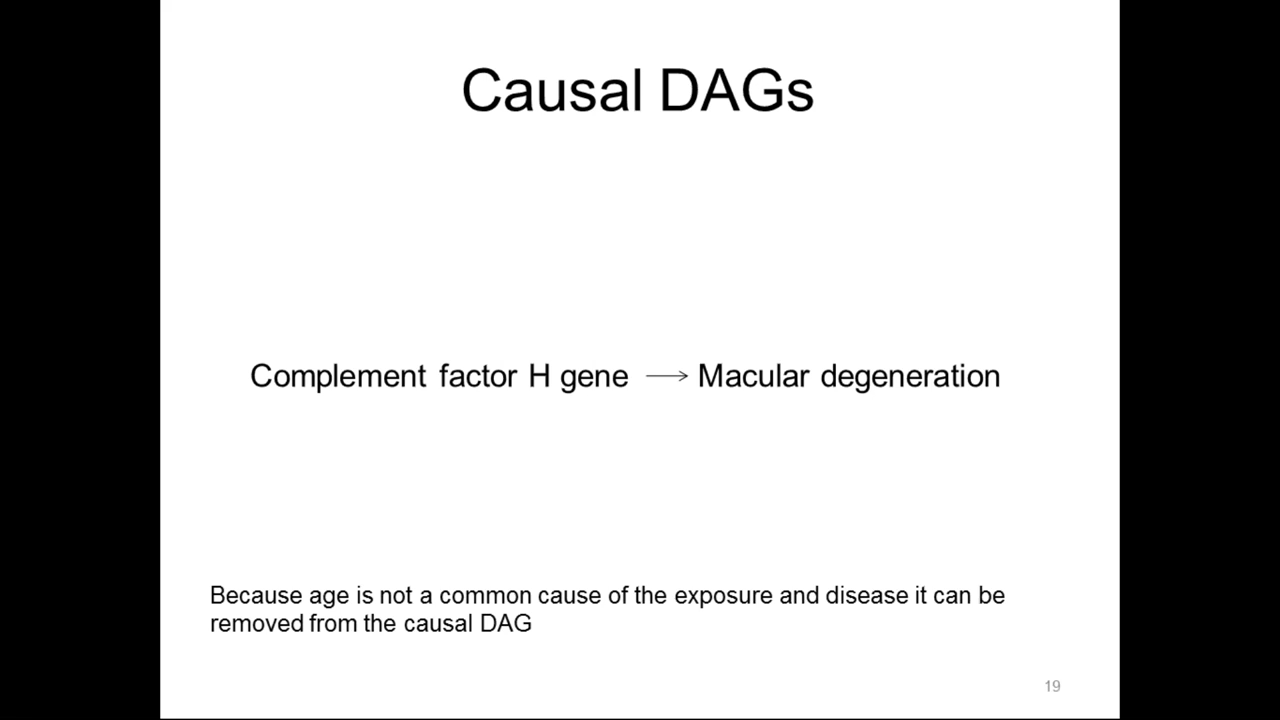 Causal DAGs
Complement factor H gene → Macular degeneration
Because age is not a common cause of the exposure and disease it can be
removed from the causal DAG
19